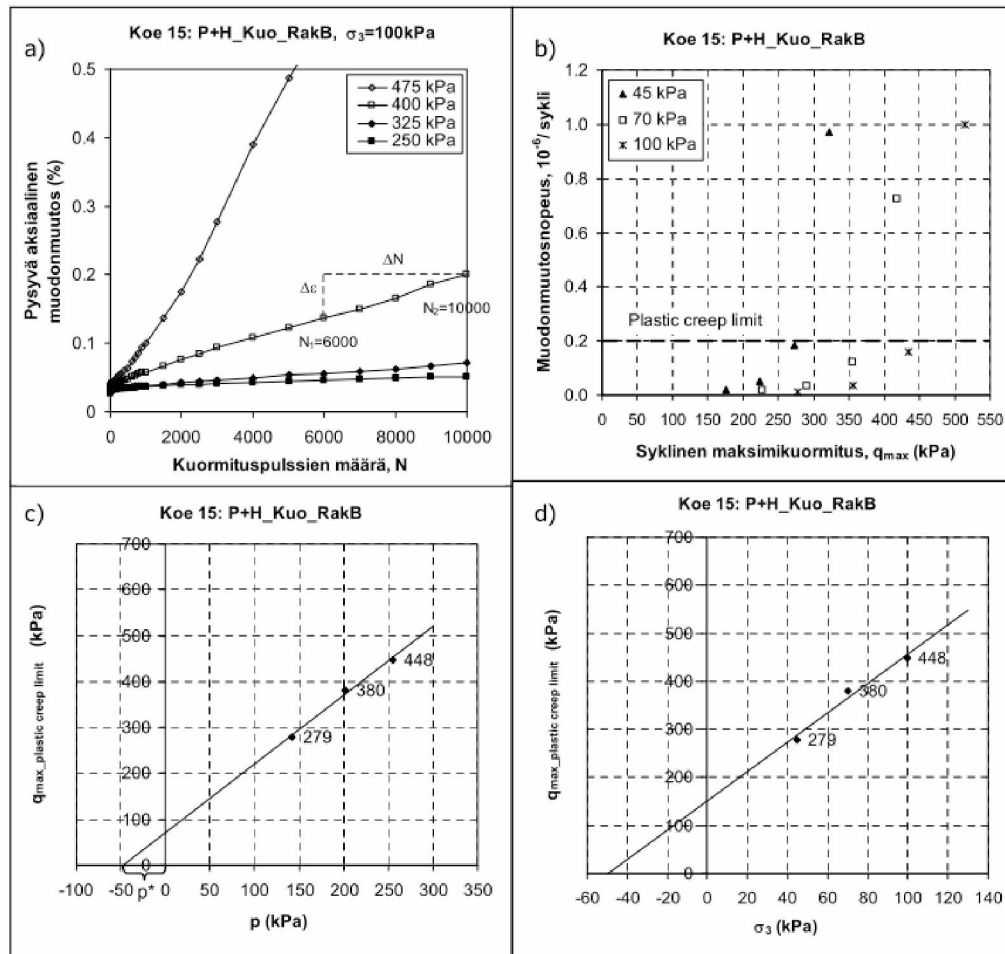 a)
Koe 15: P+H_Kuo_RakB, σ3=100kPa
Pysyvä aksiaalinen
muodonmuutos (%)
0.5
0.4
0.3
0.2
0.1
0
475 kPa
400 kPa
325 kPa
250 kPa
ΔN
Δε
N₂=10000
N₁=6000
0 2000 4000 6000 8000 10000
Kuormituspulssien määrä, N
b)
Koe 15: P+H_Kuo_RakB
Muodonmuutosnopeus, 10⁻⁶/ sykli
1.2
1.0
0.8
0.6
0.4
0.2
0.0
45 kPa
70 kPa
100 kPa
Plastic creep limit
0 50 100 150 200 250 300 350 400 450 500 550
Syklinen maksimikuormitus, qmax (kPa)
c)
Koe 15: P+H_Kuo_RakB
qmax_plastic creep limit (kPa)
700
600
500
400
300
200
100
0
448
380
279
-100 -50 0 50 100 150 200 250 300 350
p*
p (kPa)
d)
Koe 15: P+H_Kuo_RakB
qmax_plastic creep limit (kPa)
700
600
500
400
300
200
100
0
448
380
279
-60 -40 -20 0 20 40 60 80 100 120 140
σ3 (kPa)